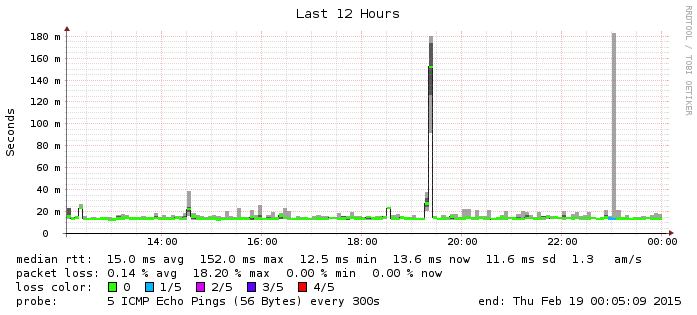 Last 12 Hours
RRDTOOL / TOBI OETIKER
Seconds
180 m
160 m
140 m
120 m
100 m
80 m
60 m
40 m
20 m
0
14:00 16:00 18:00 20:00 22:00 00:00
median rtt: 15.0 ms avg 152.0 ms max 12.5 ms min 13.6 ms now 11.6 ms sd 1.3 am/s
packet loss: 0.14 % avg 18.20 % max 0.00 % min 0.00 % now
loss color: 0 1/5 2/5 3/5 4/5
probe: 5 ICMP Echo Pings (56 Bytes) every 300s end: Thu Feb 19 00:05:09 2015